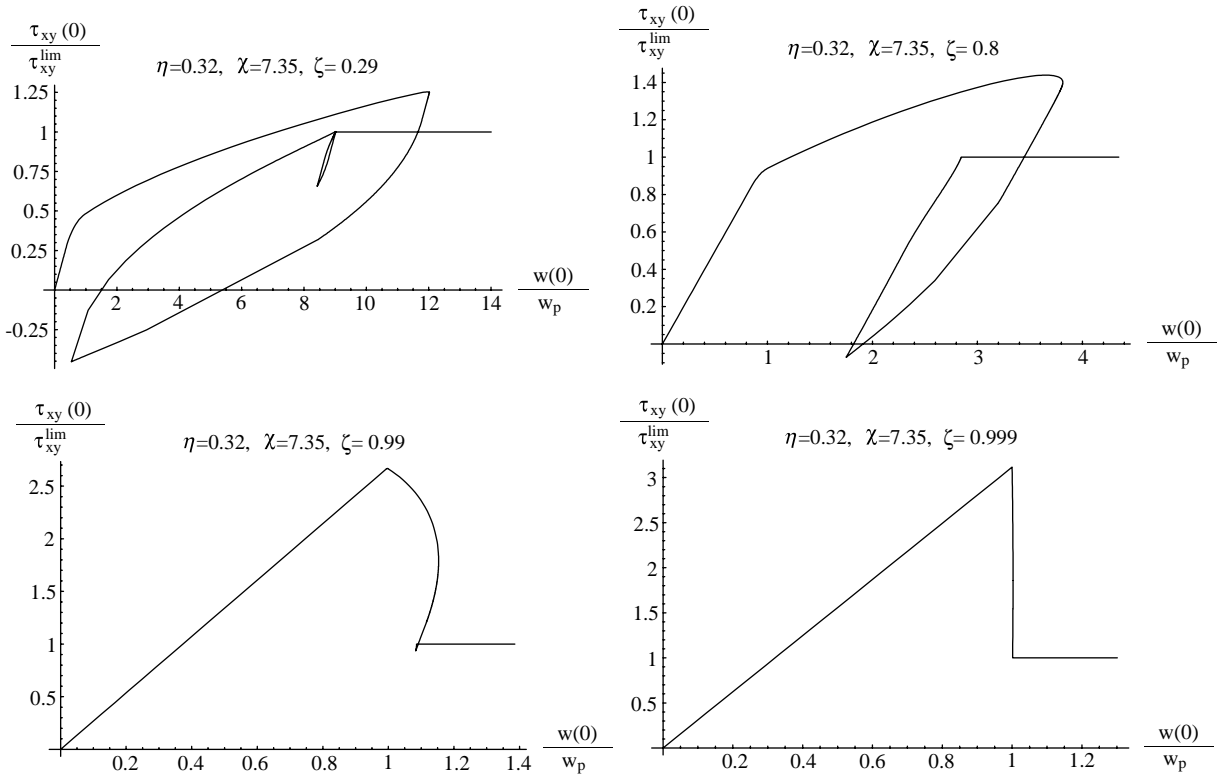 τxy (0)
τxy^lim
η=0.32, χ=7.35, ζ= 0.29
1.25
1
0.75
0.5
0.25
-0.25
2 4 6 8 10 12 14
w(0)
wp
τxy (0)
τxy^lim
η=0.32, χ=7.35, ζ= 0.8
1.4
1.2
1
0.8
0.6
0.4
0.2
1 2 3 4
w(0)
wp
τxy (0)
τxy^lim
η=0.32, χ=7.35, ζ= 0.99
2.5
2
1.5
1
0.5
0.2 0.4 0.6 0.8 1 1.2 1.4
w(0)
wp
τxy (0)
τxy^lim
η=0.32, χ=7.35, ζ= 0.999
3
2.5
2
1.5
1
0.5
0.2 0.4 0.6 0.8 1 1.2
w(0)
wp